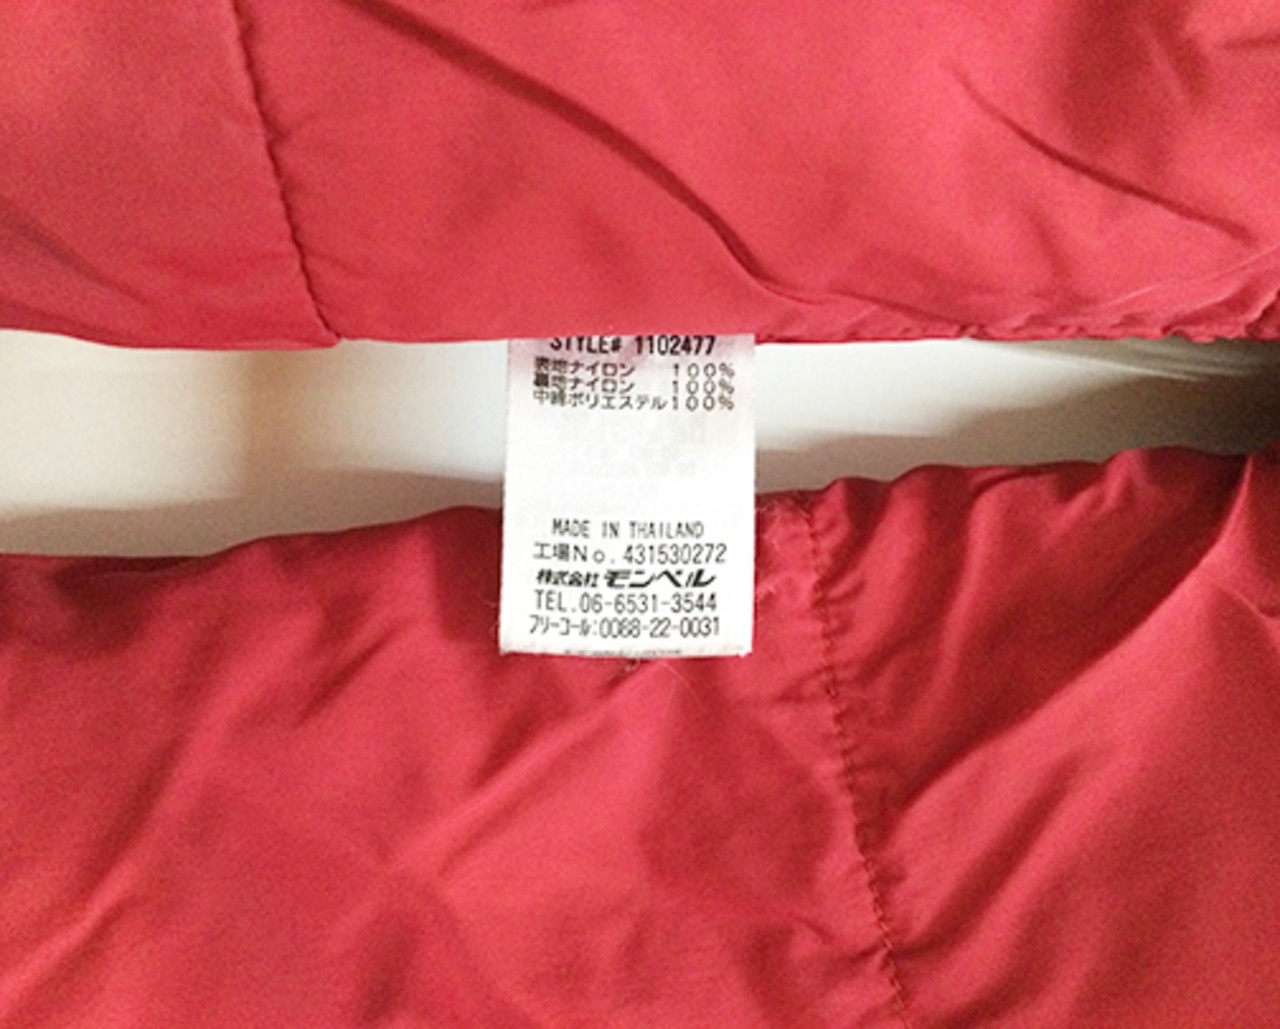 STYLE# 1102477
表地ナイロン 100%
裏地ナイロン 100%
中綿ポリエステル100%
MADE IN THAILAND
工場No. 431530272
株式会社 モンベル
TEL.06-6531-3544
フリーコール:0088-22-0031